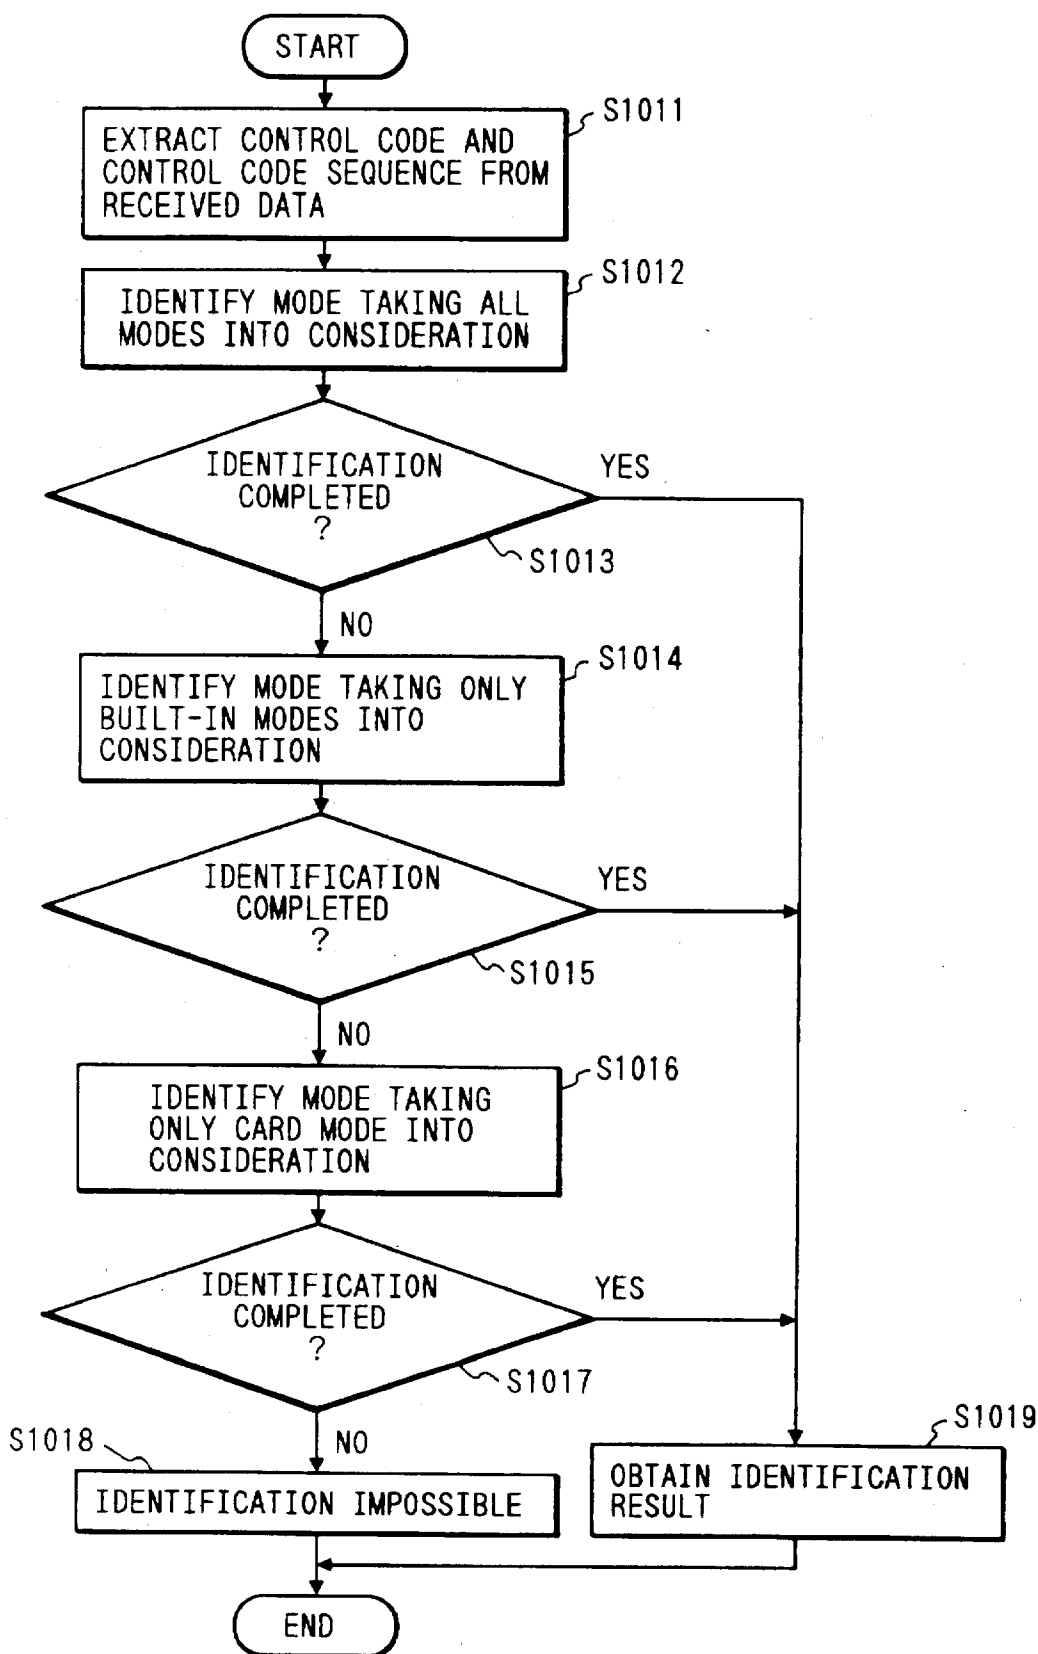 START
S1011
EXTRACT CONTROL CODE AND
CONTROL CODE SEQUENCE FROM
RECEIVED DATA
S1012
IDENTIFY MODE TAKING ALL
MODES INTO CONSIDERATION
IDENTIFICATION
COMPLETED
?
YES
S1013
NO
S1014
IDENTIFY MODE TAKING ONLY
BUILT-IN MODES INTO
CONSIDERATION
IDENTIFICATION
COMPLETED
?
YES
S1015
NO
S1016
IDENTIFY MODE TAKING
ONLY CARD MODE INTO
CONSIDERATION
IDENTIFICATION
COMPLETED
?
YES
S1017
NO
S1018
IDENTIFICATION IMPOSSIBLE
S1019
OBTAIN IDENTIFICATION
RESULT
END